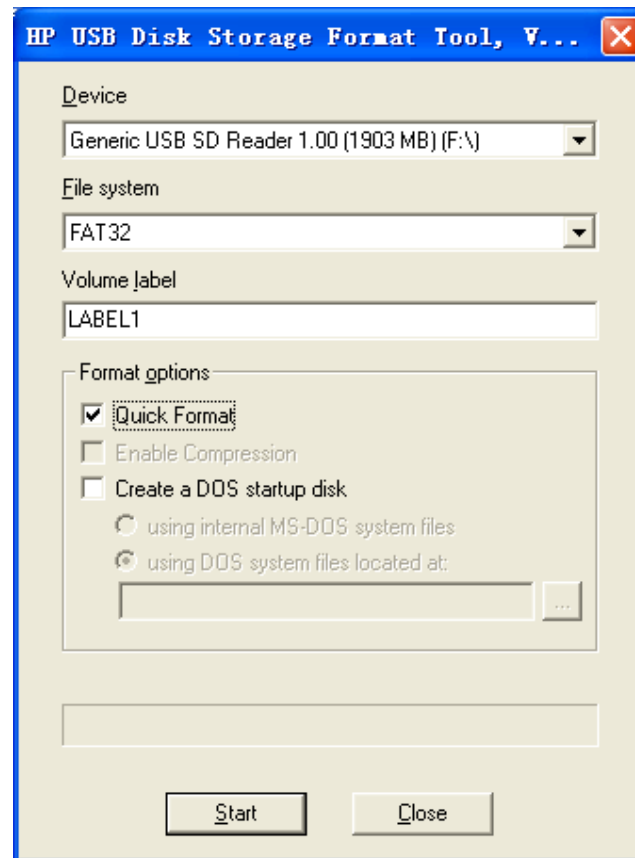 HP USB Disk Storage Format Tool, V...
Device
Generic USB SD Reader 1.00 (1903 MB) (F:\)
File system
FAT32
Volume label
LABEL1
Format options
Quick Format
Enable Compression
Create a DOS startup disk
using internal MS-DOS system files
using DOS system files located at:
...
Start
Close